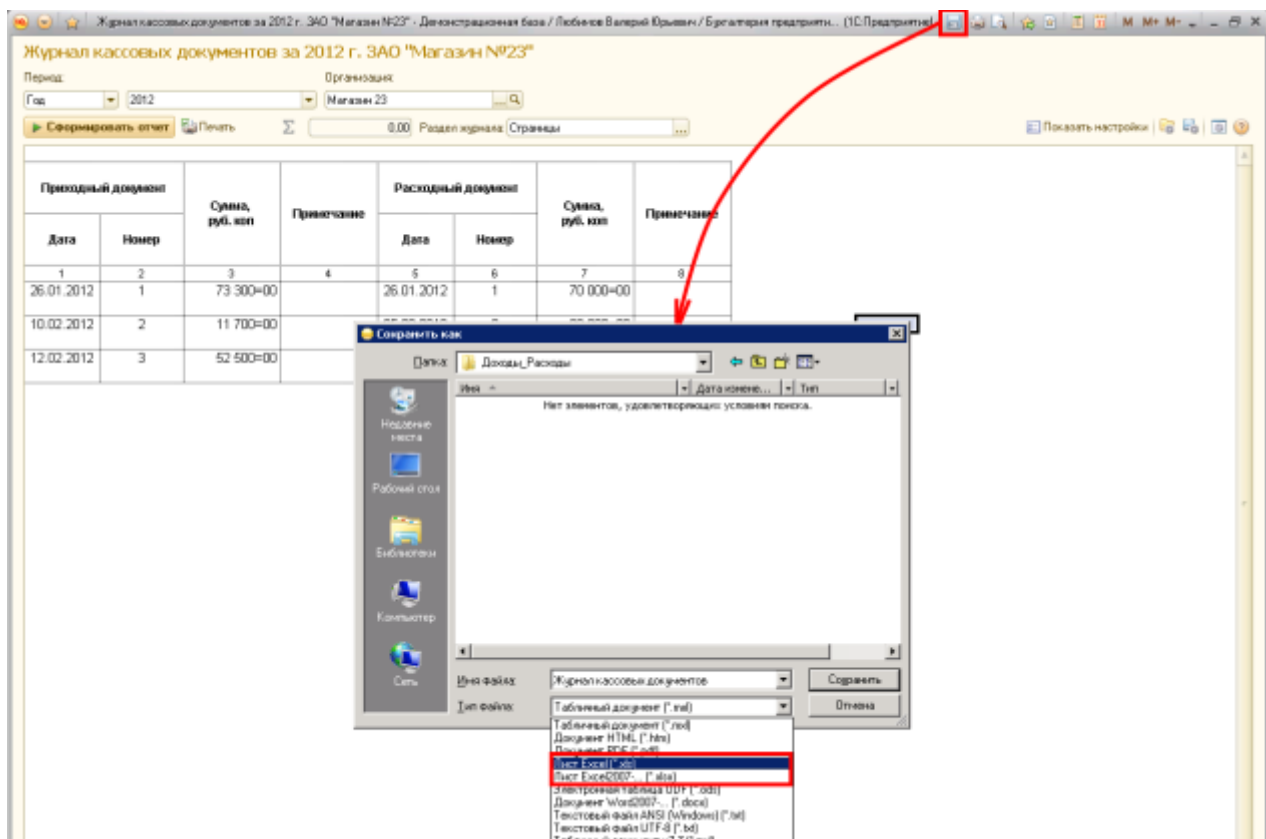 Журнал кассовых документов за 2012 г. ЗАО "Магазин №23" - Демонстрационная база / Любимов Валерий Юрьевич / Бухгалтерия предприяти... (1С:Предприятие)
M M+ M-
Журнал кассовых документов за 2012 г. ЗАО "Магазин №23"
Период: Организация:
Год 2012 Магазин 23
Сформировать отчет Печать Σ 0.00 Раздел журнала: Страницы ... Показать настройки
Приходный документ Сумма, руб. коп Примечание Расходный документ Сумма, руб. коп Примечание
Дата Номер Дата Номер
1 2 3 4 5 6 7 8
26.01.2012 1 73 300=00 26.01.2012 1 70 000=00
10.02.2012 2 11 700=00
12.02.2012 3 52 500=00
Сохранить как
Папка: Доходы_Расходы
Имя Дата измене... Тип
Нет элементов, удовлетворяющих условиям поиска.
Недавние места
Рабочий стол
Библиотеки
Компьютер
Сеть
Имя файла: Журнал кассовых документов Сохранить
Тип файла: Табличный документ (*.mxl) Отмена
Табличный документ (*.mxl)
Документ HTML (*.htm)
Документ PDF (*.pdf)
Лист Excel (*.xls)
Лист Excel2007-... (*.xlsx)
Электронная таблица ODF (*.ods)
Документ Word2007-... (*.docx)
Текстовый файл ANSI (Windows) (*.txt)
Текстовый файл UTF-8 (*.txt)